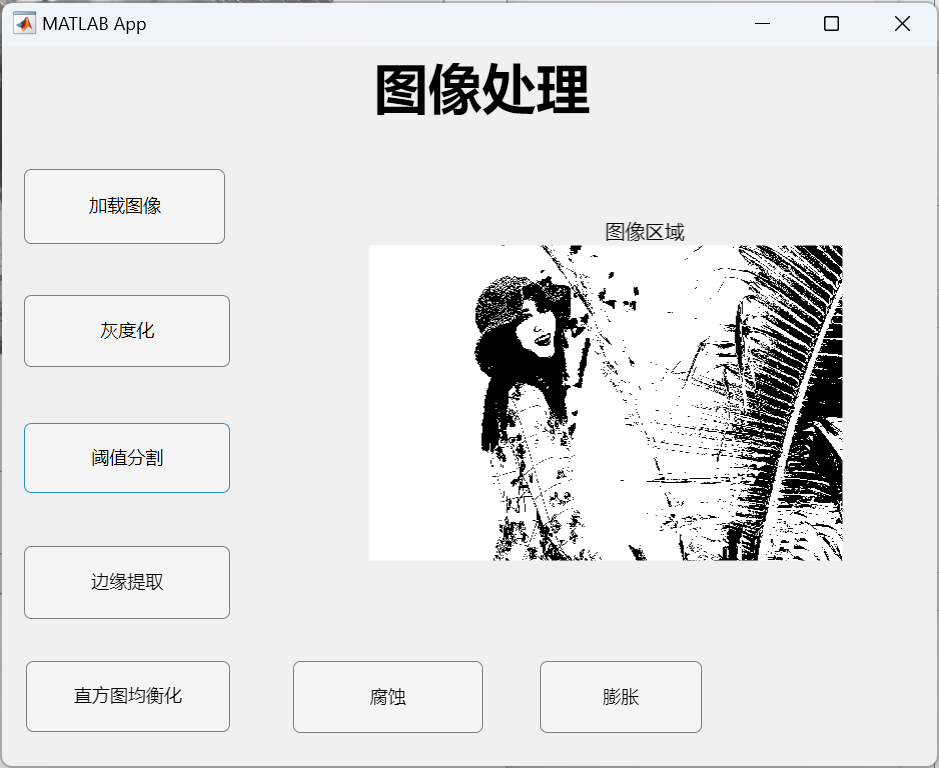 MATLAB App
图像处理
加载图像
图像区域
灰度化
阈值分割
边缘提取
直方图均衡化
腐蚀
膨胀